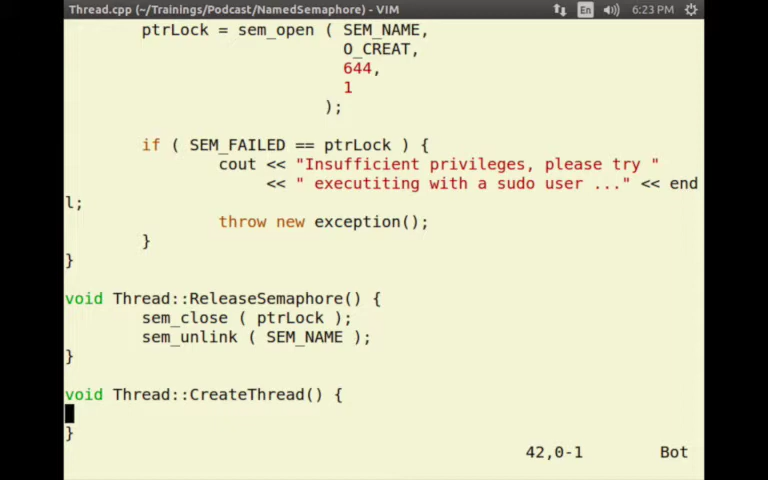 Thread.cpp (~/Trainings/Podcast/NamedSemaphore) - VIM
En
6:23 PM
ptrLock = sem_open ( SEM_NAME,
O_CREAT,
644,
1
);
if ( SEM_FAILED == ptrLock ) {
cout << "Insufficient privileges, please try "
<< " executiting with a sudo user ..." << end
l;
throw new exception();
}
}
void Thread::ReleaseSemaphore() {
sem_close ( ptrLock );
sem_unlink ( SEM_NAME );
}
void Thread::CreateThread() {
}
42,0-1
Bot